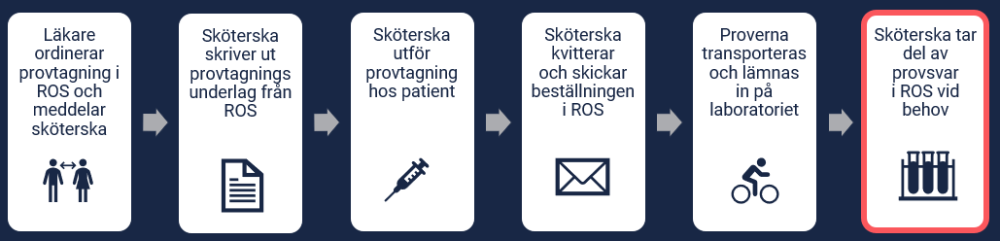 Läkare
ordinerar
provtagning i
ROS och
meddelar
sköterska
Sköterska
skriver ut
provtagnings
underlag från
ROS
Sköterska
utför
provtagning
hos patient
Sköterska
kvitterar
och skickar
beställningen
i ROS
Proverna
transporteras
och lämnas
in på
laboratoriet
Sköterska tar
del av
provsvar
i ROS vid
behov